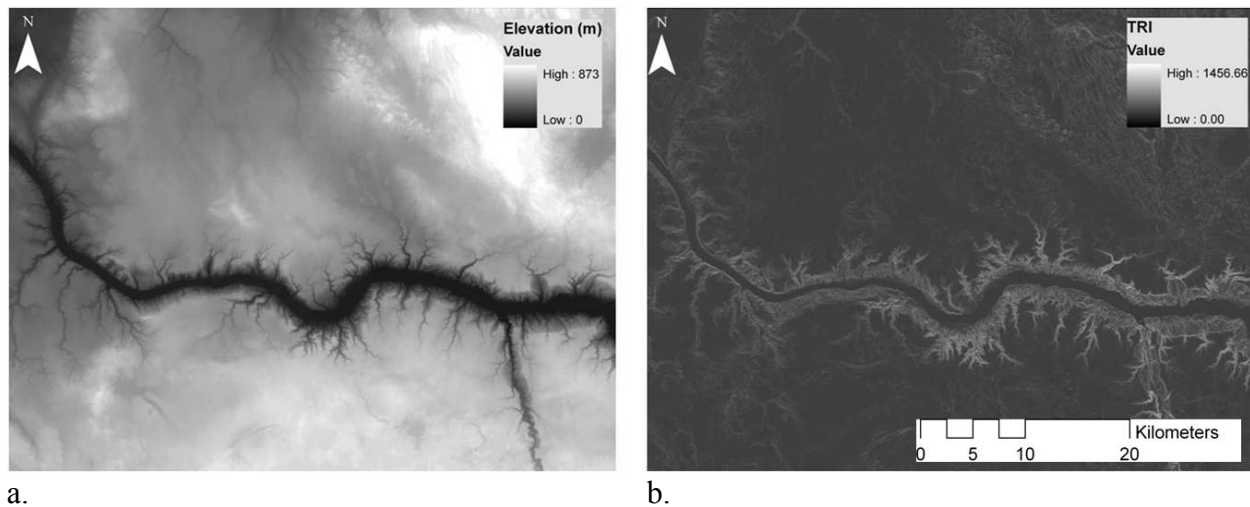 N
Elevation (m)
Value
High : 873
Low : 0
N
TRI
Value
High : 1456.66
Low : 0.00
Kilometers
0 5 10 20
a.
b.